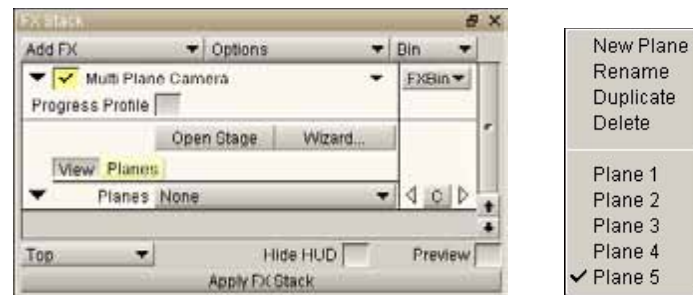 FX Stack
Add FX Options Bin
Multi Plane Camera FXBin
Progress Profile
Open Stage Wizard...
View Planes
Planes None C
Top Hide HUD Preview
Apply FX Stack
New Plane
Rename
Duplicate
Delete
Plane 1
Plane 2
Plane 3
Plane 4
Plane 5